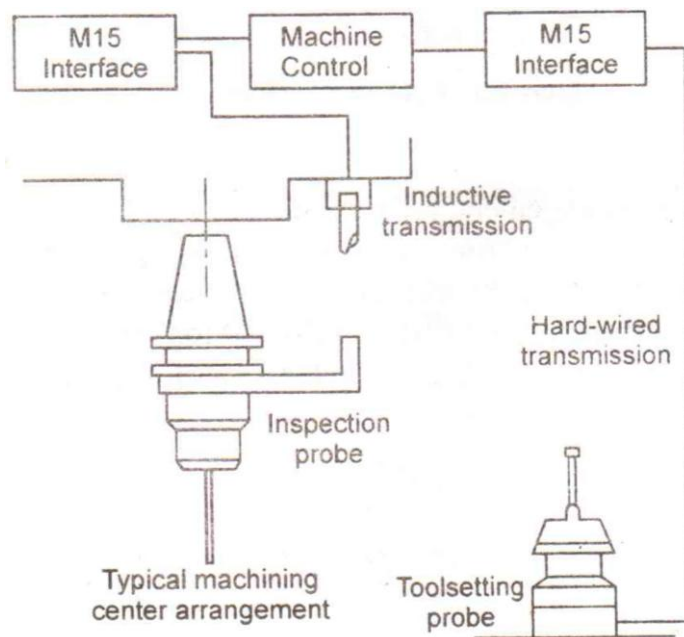 M15
Interface
Machine
Control
M15
Interface
Inductive
transmission
Hard-wired
transmission
Inspection
probe
Typical machining
center arrangement
Toolsetting
probe